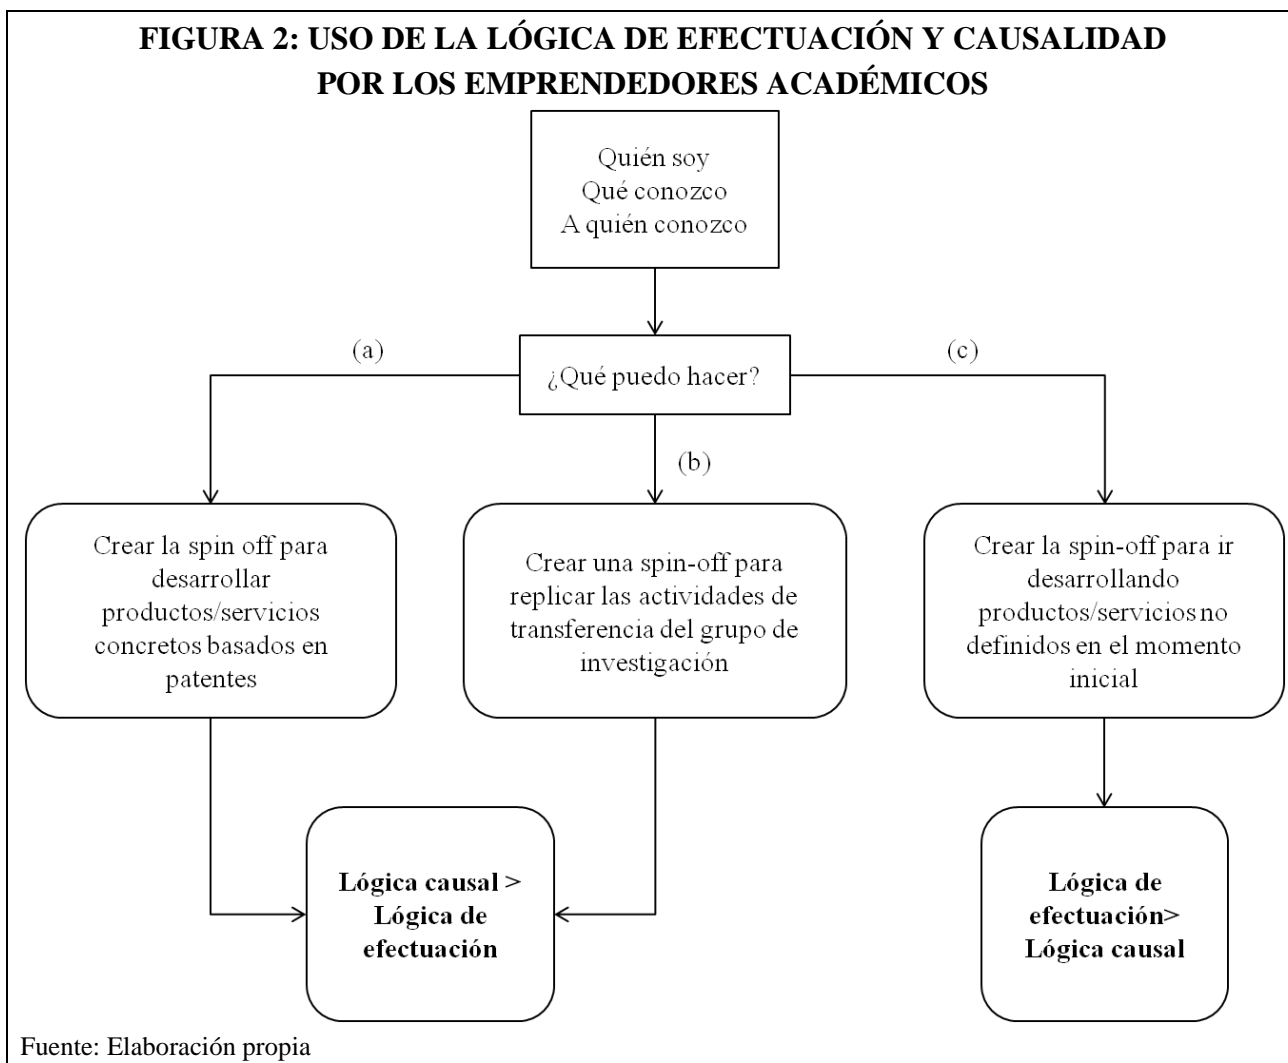 FIGURA 2: USO DE LA LÓGICA DE EFECTUACIÓN Y CAUSALIDAD
POR LOS EMPRENDEDORES ACADÉMICOS
Quién soy
Qué conozco
A quién conozco
(a)
¿Qué puedo hacer?
(c)
(b)
Crear la spin off para
desarrollar
productos/servicios
concretos basados en
patentes
Crear una spin-off para
replicar las actividades de
transferencia del grupo de
investigación
Crear la spin-off para ir
desarrollando
productos/servicios no
definidos en el momento
inicial
Lógica causal >
Lógica de
efectuación
Lógica de
efectuación>
Lógica causal
Fuente: Elaboración propia